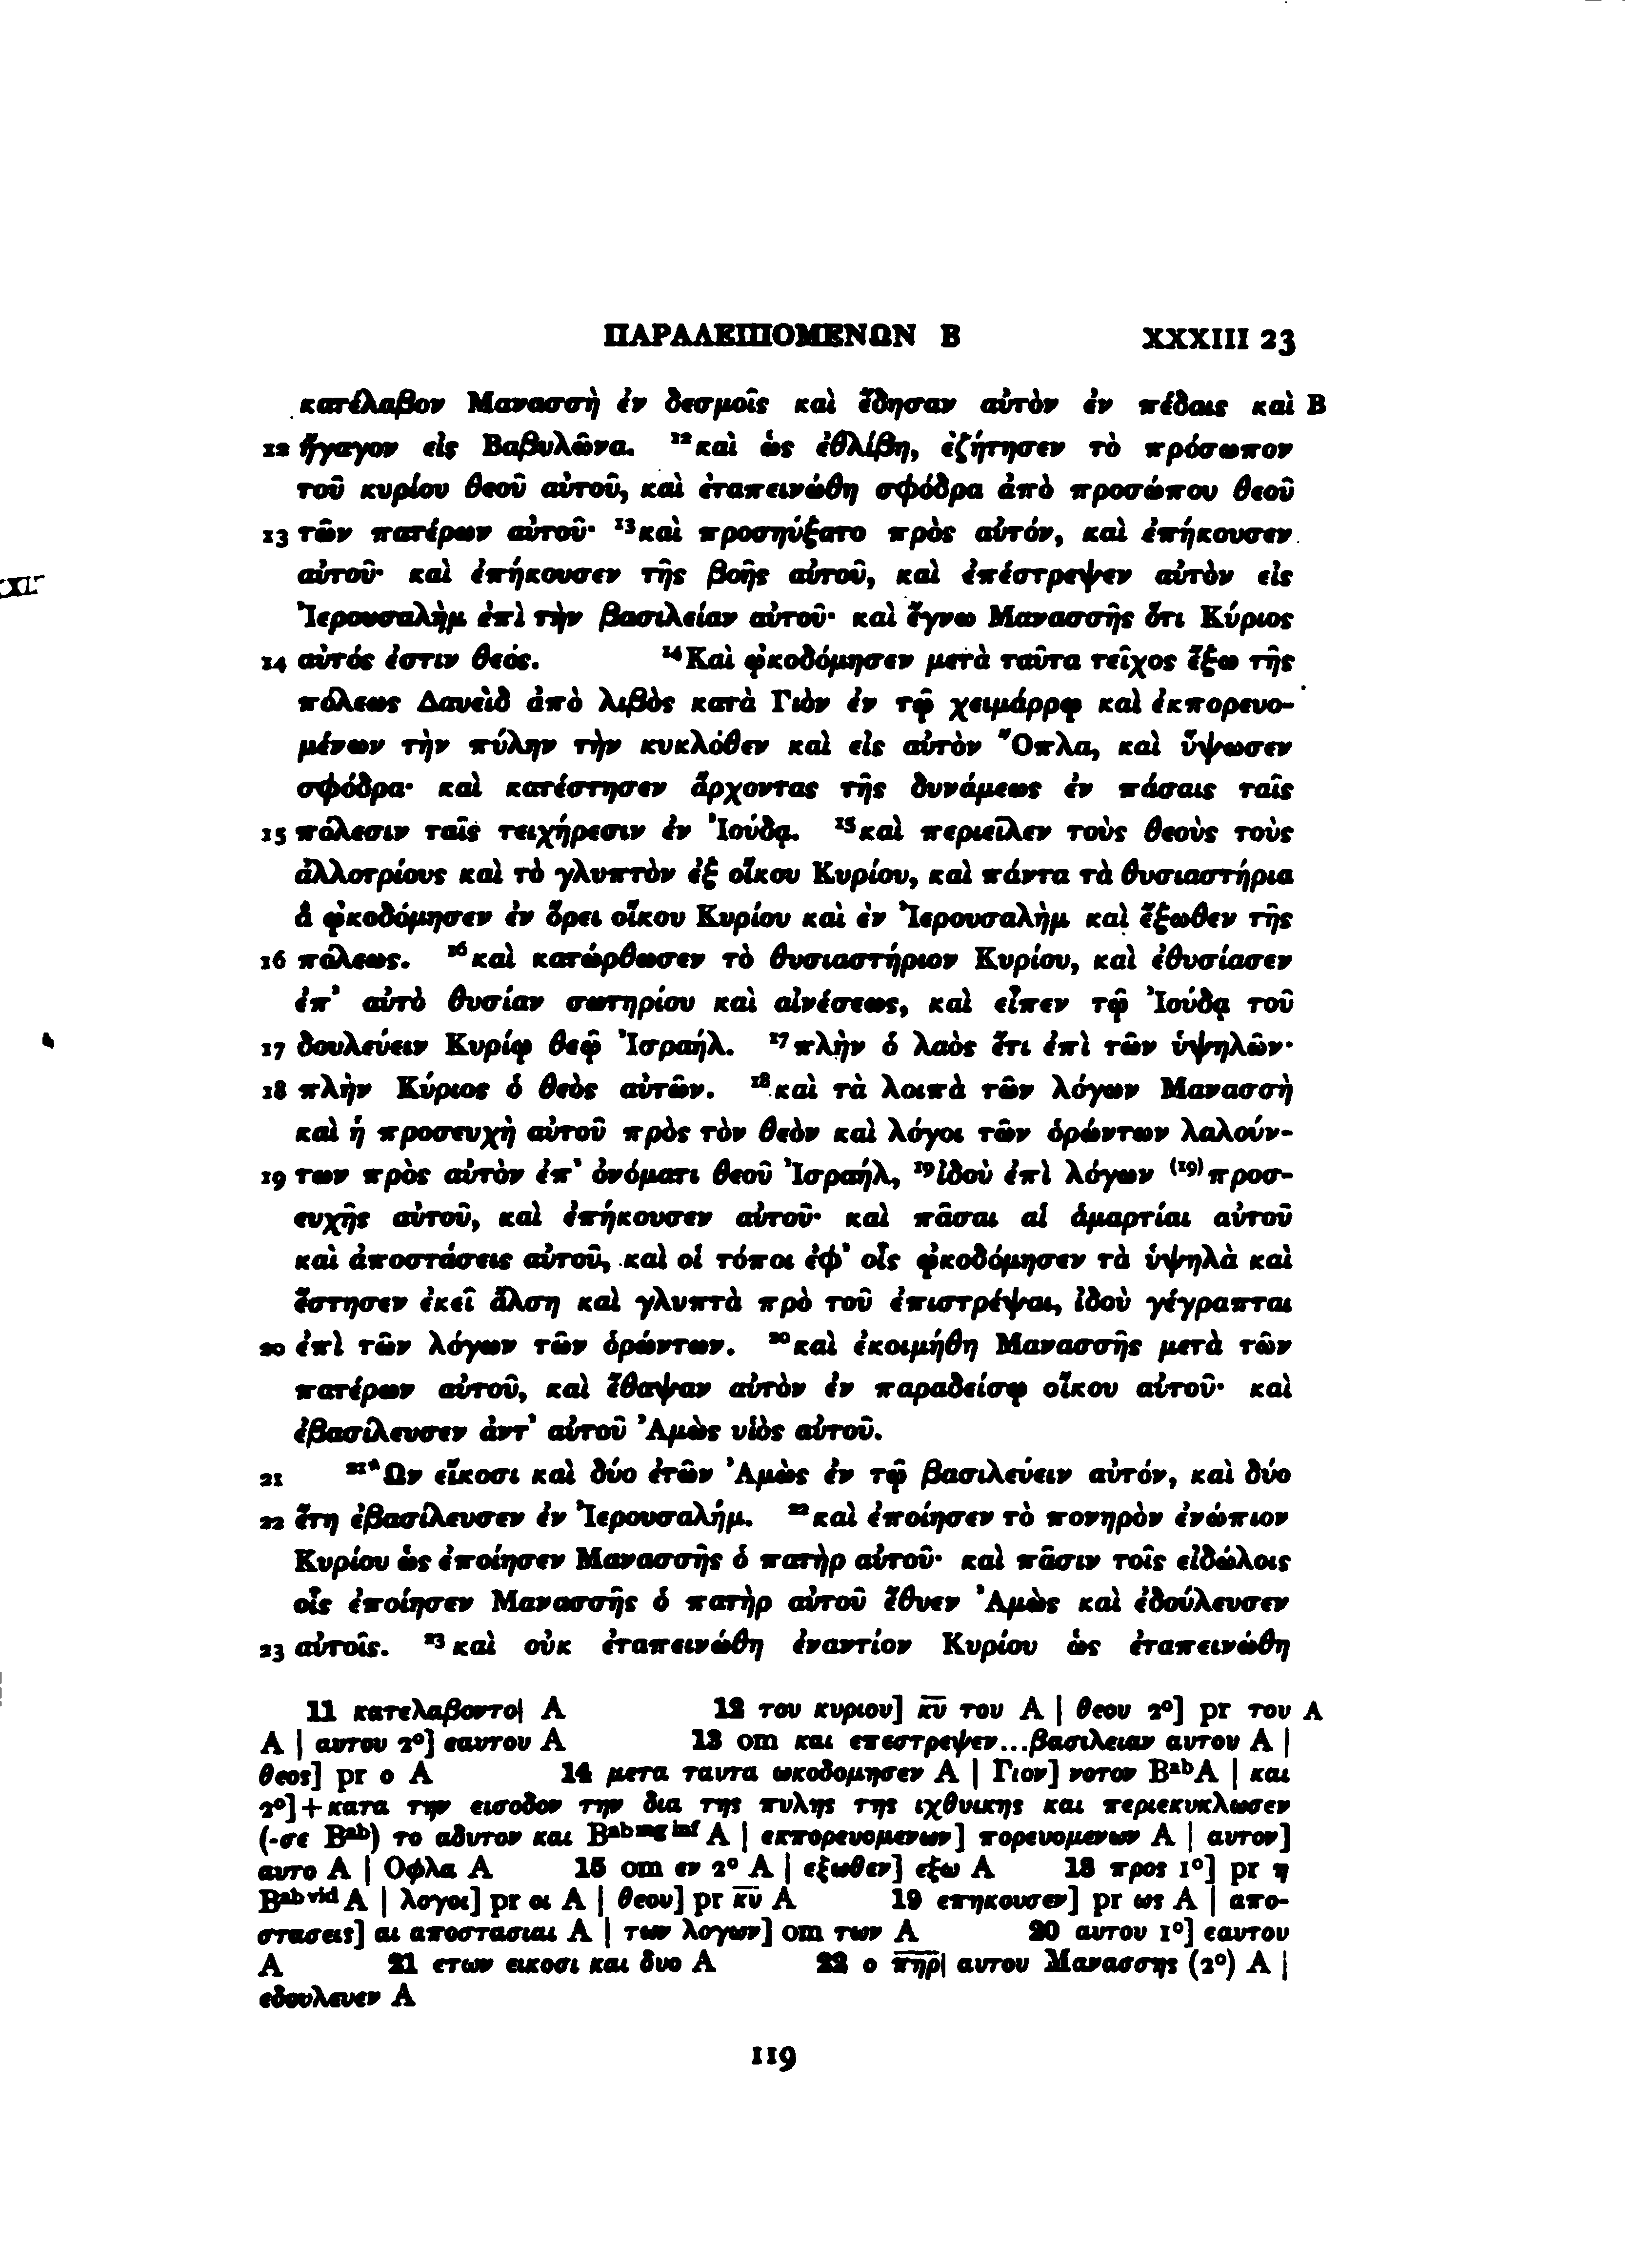 ΠΑΡΑΛΕΙΠΟΜΕΝΩΝ Β XXXIII 23
κατέλαβον Μανασσὴ ἐν δεσμοῖς καὶ ἔδησαν αὐτὸν ἐν πέδαις καὶ B
12 ἤγαγον εἰς Βαβυλῶνα. ¹²καὶ ὡς ἐθλίβη, ἐζήτησεν τὸ πρόσωπον
τοῦ κυρίου θεοῦ αὐτοῦ, καὶ ἐταπεινώθη σφόδρα ἀπὸ προσώπου θεοῦ
13 τῶν πατέρων αὐτοῦ· ¹³καὶ προσηύξατο πρὸς αὐτόν, καὶ ἐπήκουσεν
αὐτοῦ· καὶ ἐπήκουσεν τῆς βοῆς αὐτοῦ, καὶ ἐπέστρεψεν αὐτὸν εἰς
Ἰερουσαλὴμ ἐπὶ τὴν βασιλείαν αὐτοῦ· καὶ ἔγνω Μανασσῆς ὅτι Κύριος
14 αὐτός ἐστιν θεός. ¹⁴Καὶ ᾠκοδόμησεν μετὰ ταῦτα τεῖχος ἔξω τῆς
πόλεως Δαυεὶδ ἀπὸ λιβὸς κατὰ Γιὸν ἐν τῷ χειμάρρῳ καὶ ἐκπορευο-
μένων τὴν πύλην τὴν κυκλόθεν καὶ εἰς αὐτὸν Ὄπλα, καὶ ὕψωσεν
σφόδρα· καὶ κατέστησεν ἄρχοντας τῆς δυνάμεως ἐν πάσαις ταῖς
15 πόλεσιν ταῖς τειχήρεσιν ἐν Ἰούδᾳ. ¹⁵καὶ περιεῖλεν τοὺς θεοὺς τοὺς
ἀλλοτρίους καὶ τὸ γλυπτὸν ἐξ οἴκου Κυρίου, καὶ πάντα τὰ θυσιαστήρια
ἃ ᾠκοδόμησεν ἐν ὄρει οἴκου Κυρίου καὶ ἐν Ἰερουσαλὴμ καὶ ἔξωθεν τῆς
16 πόλεως. ¹⁶καὶ κατώρθωσεν τὸ θυσιαστήριον Κυρίου, καὶ ἐθυσίασεν
ἐπ᾽ αὐτὸ θυσίαν σωτηρίου καὶ αἰνέσεως, καὶ εἶπεν τῷ Ἰούδᾳ τοῦ
17 δουλεύειν Κυρίῳ θεῷ Ἰσραήλ. ¹⁷πλὴν ὁ λαὸς ἔτι ἐπὶ τῶν ὑψηλῶν·
18 πλὴν Κύριος ὁ θεὸς αὐτῶν. ¹⁸καὶ τὰ λοιπὰ τῶν λόγων Μανασσὴ
καὶ ἡ προσευχὴ αὐτοῦ πρὸς τὸν θεὸν καὶ λόγοι τῶν ὁρώντων λαλούν-
19 των πρὸς αὐτὸν ἐπ᾽ ὀνόματι θεοῦ Ἰσραήλ, ¹⁹ἰδοὺ ἐπὶ λόγων ⁽¹⁹⁾προσ-
ευχῆς αὐτοῦ, καὶ ἐπήκουσεν αὐτοῦ· καὶ πᾶσαι αἱ ἁμαρτίαι αὐτοῦ
καὶ ἀποστάσεις αὐτοῦ, καὶ οἱ τόποι ἐφ᾽ οἷς ᾠκοδόμησεν τὰ ὑψηλὰ καὶ
ἔστησεν ἐκεῖ ἄλση καὶ γλυπτὰ πρὸ τοῦ ἐπιστρέψαι, ἰδοὺ γέγραπται
20 ἐπὶ τῶν λόγων τῶν ὁρώντων. ²⁰καὶ ἐκοιμήθη Μανασσῆς μετὰ τῶν
πατέρων αὐτοῦ, καὶ ἔθαψαν αὐτὸν ἐν παραδείσῳ οἴκου αὐτοῦ· καὶ
ἐβασίλευσεν ἀντ᾽ αὐτοῦ Ἀμὼς υἱὸς αὐτοῦ.
21 ²¹Ὢν εἴκοσι καὶ δύο ἐτῶν Ἀμὼς ἐν τῷ βασιλεύειν αὐτόν, καὶ δύο
22 ἔτη ἐβασίλευσεν ἐν Ἰερουσαλήμ. ²²καὶ ἐποίησεν τὸ πονηρὸν ἐνώπιον
Κυρίου ὡς ἐποίησεν Μανασσῆς ὁ πατὴρ αὐτοῦ· καὶ πᾶσιν τοῖς εἰδώλοις
οἷς ἐποίησεν Μανασσῆς ὁ πατὴρ αὐτοῦ ἔθυεν Ἀμὼς καὶ ἐδούλευσεν
23 αὐτοῖς. ²³καὶ οὐκ ἐταπεινώθη ἐναντίον Κυρίου ὡς ἐταπεινώθη
11 κατελαβοντο| A 12 του κυριου] κ̅υ̅ του A | θεου 2º] pr του A
A | αυτου 2º] εαυτου A 13 om και επεστρεψεν...βασιλειαν αυτου A |
θεος] pr ο A 14 μετα ταυτα ωκοδομησεν A | Γιον] νοτον Bᵃᵇ A | και
2º]+κατα την εισοδον την δια της πυλης της ιχθυικης και περιεκυκλωσεν
(-σε Bᵃᵇ) το αδυτον και Bᵃᵇ ᵐᵍ ⁱⁿᶠ A | εκπορευομενων] πορευομενων A | αυτον]
αυτο A | Οφλα A 15 om εν 2º A | εξωθεν] εξω A 18 προς 1º] pr η
Bᵃᵇ ᵛⁱᵈ A | λογοι] pr οι A | θεου] pr κ̅υ̅ A 19 επηκουσεν] pr ως A | απο-
στασεις] αι αποστασιαι A | των λογων] om των A 20 αυτου 1º] εαυτου
A 21 ετων εικοσι και δυο A 22 ο π̅η̅ρ̅| αυτου Μανασσης (2º) A |
εδουλευεν A
119